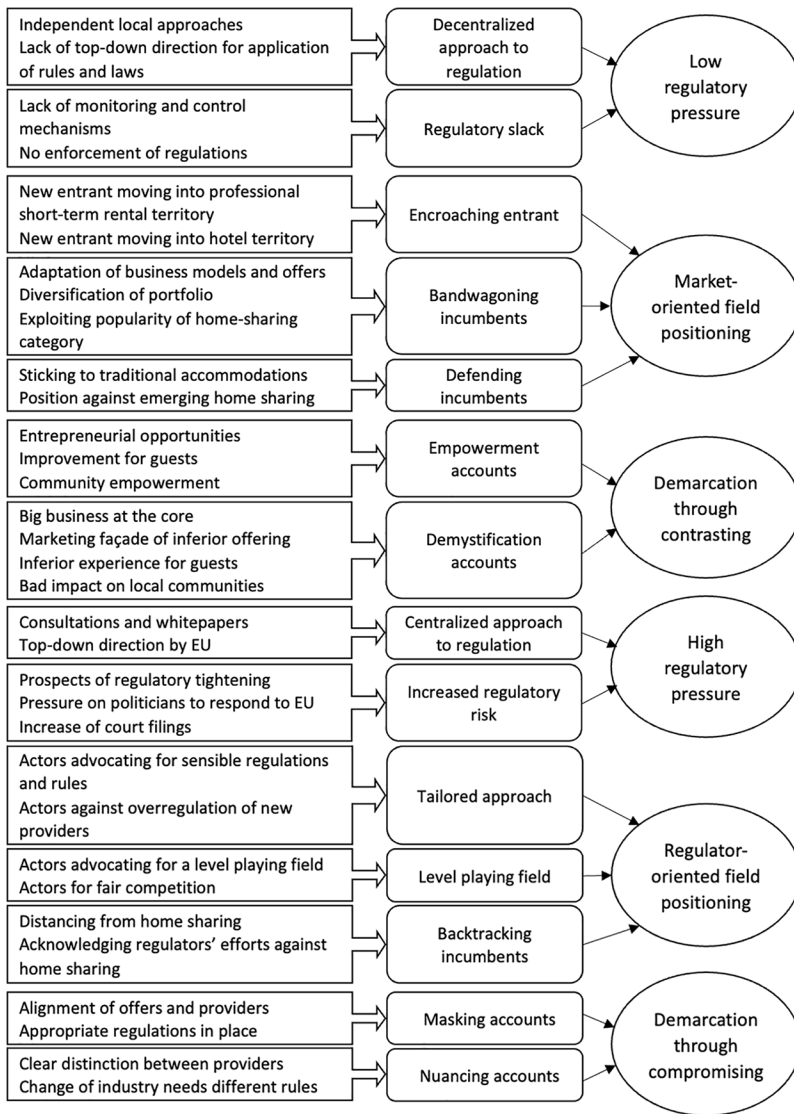 Independent local approaches
Lack of top-down direction for application
of rules and laws
Decentralized
approach to
regulation
Low
regulatory
pressure
Lack of monitoring and control
mechanisms
No enforcement of regulations
Regulatory slack
New entrant moving into professional
short-term rental territory
New entrant moving into hotel territory
Encroaching entrant
Market-
oriented field
positioning
Adaptation of business models and offers
Diversification of portfolio
Exploiting popularity of home-sharing
category
Bandwagoning
incumbents
Sticking to traditional accommodations
Position against emerging home sharing
Defending
incumbents
Entrepreneurial opportunities
Improvement for guests
Community empowerment
Empowerment
accounts
Demarcation
through
contrasting
Big business at the core
Marketing façade of inferior offering
Inferior experience for guests
Bad impact on local communities
Demystification
accounts
Consultations and whitepapers
Top-down direction by EU
Centralized approach
to regulation
High
regulatory
pressure
Prospects of regulatory tightening
Pressure on politicians to respond to EU
Increase of court filings
Increased regulatory
risk
Actors advocating for sensible regulations
and rules
Actors against overregulation of new
providers
Tailored approach
Regulator-
oriented field
positioning
Actors advocating for a level playing field
Actors for fair competition
Level playing field
Distancing from home sharing
Acknowledging regulators’ efforts against
home sharing
Backtracking
incumbents
Alignment of offers and providers
Appropriate regulations in place
Masking accounts
Demarcation
through
compromising
Clear distinction between providers
Change of industry needs different rules
Nuancing accounts